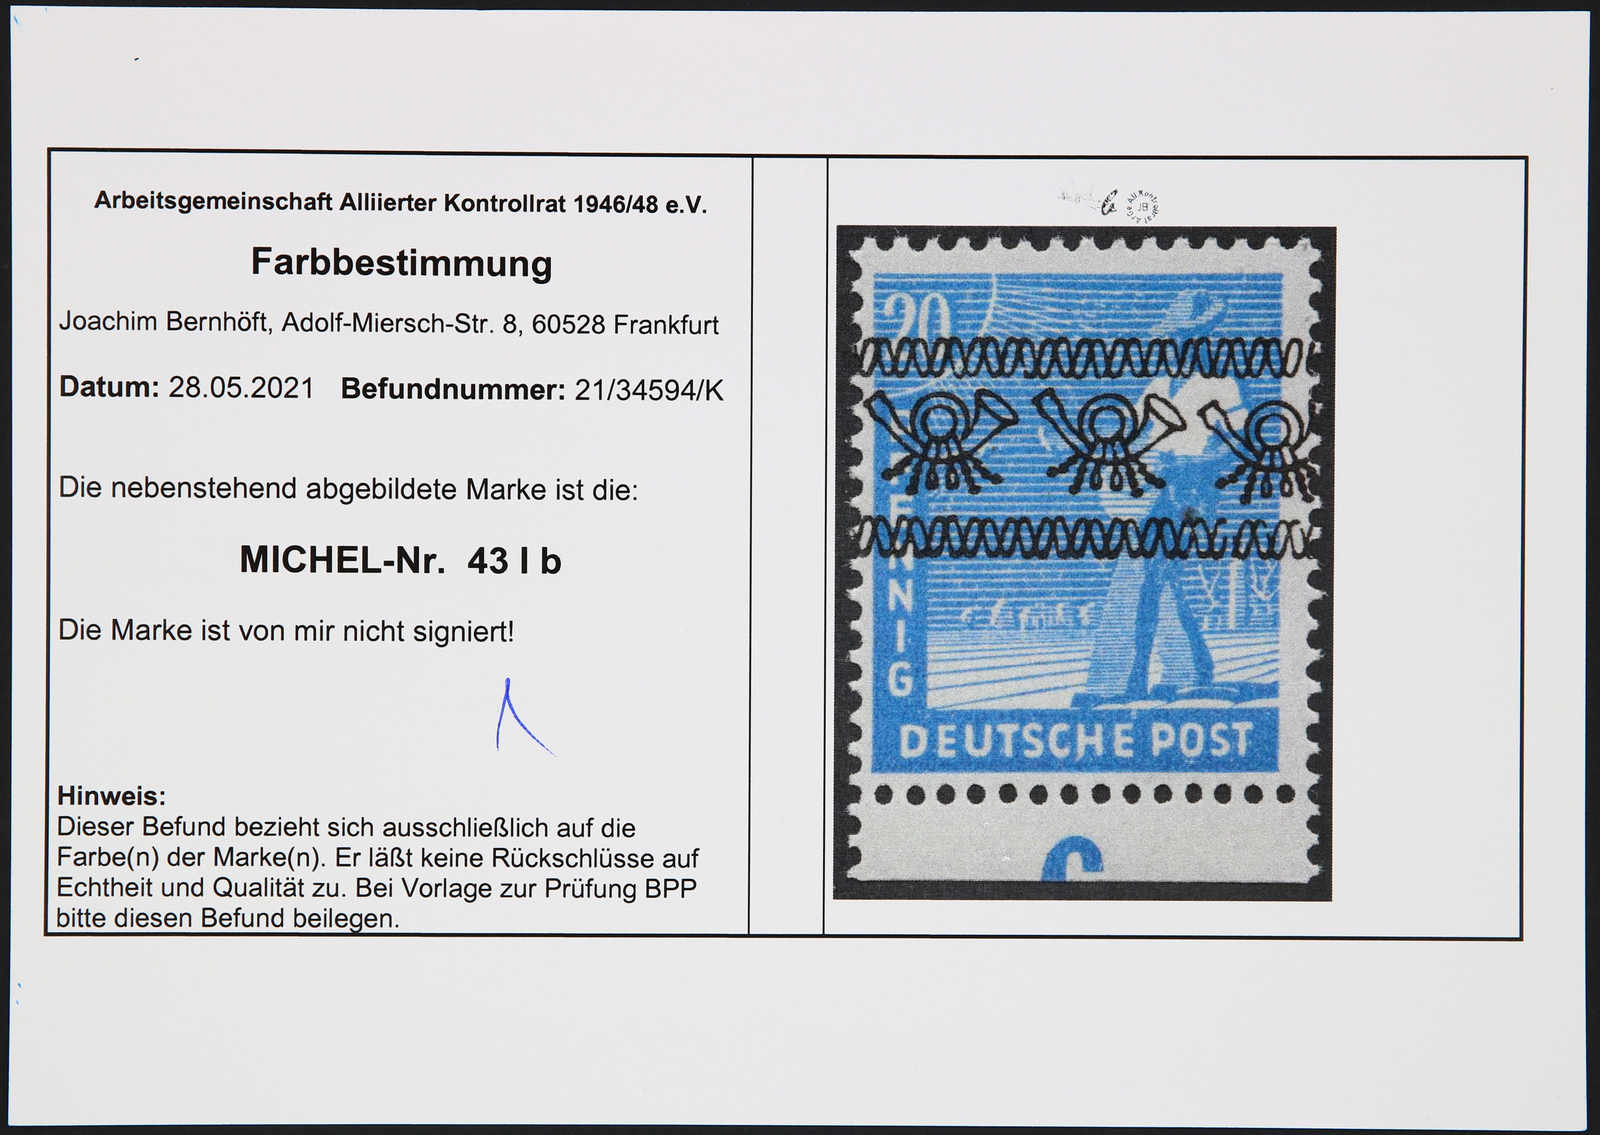 Arbeitsgemeinschaft Alliierter Kontrollrat 1946/48 e.V.
Farbbestimmung
Joachim Bernhöft, Adolf-Miersch-Str. 8, 60528 Frankfurt
Datum: 28.05.2021 Befundnummer: 21/34594/K
Die nebenstehend abgebildete Marke ist die:
MICHEL-Nr. 43 I b
Die Marke ist von mir nicht signiert!
Hinweis:
Dieser Befund bezieht sich ausschließlich auf die
Farbe(n) der Marke(n). Er läßt keine Rückschlüsse auf
Echtheit und Qualität zu. Bei Vorlage zur Prüfung BPP
bitte diesen Befund beilegen.
JB
20
DEUTSCHE POST